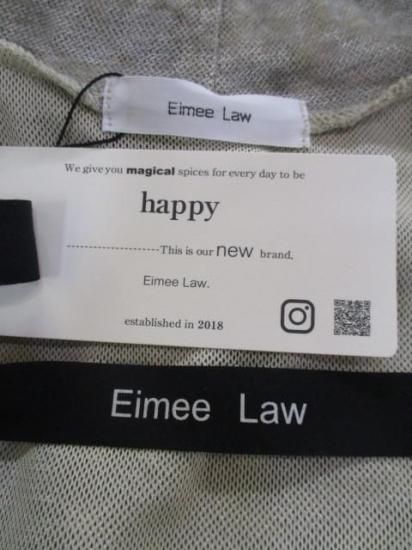 Eimee Law
We give you magical spices for every day to be
happy
--------------------This is our new brand,
Eimee Law.
established in 2018
Eimee Law